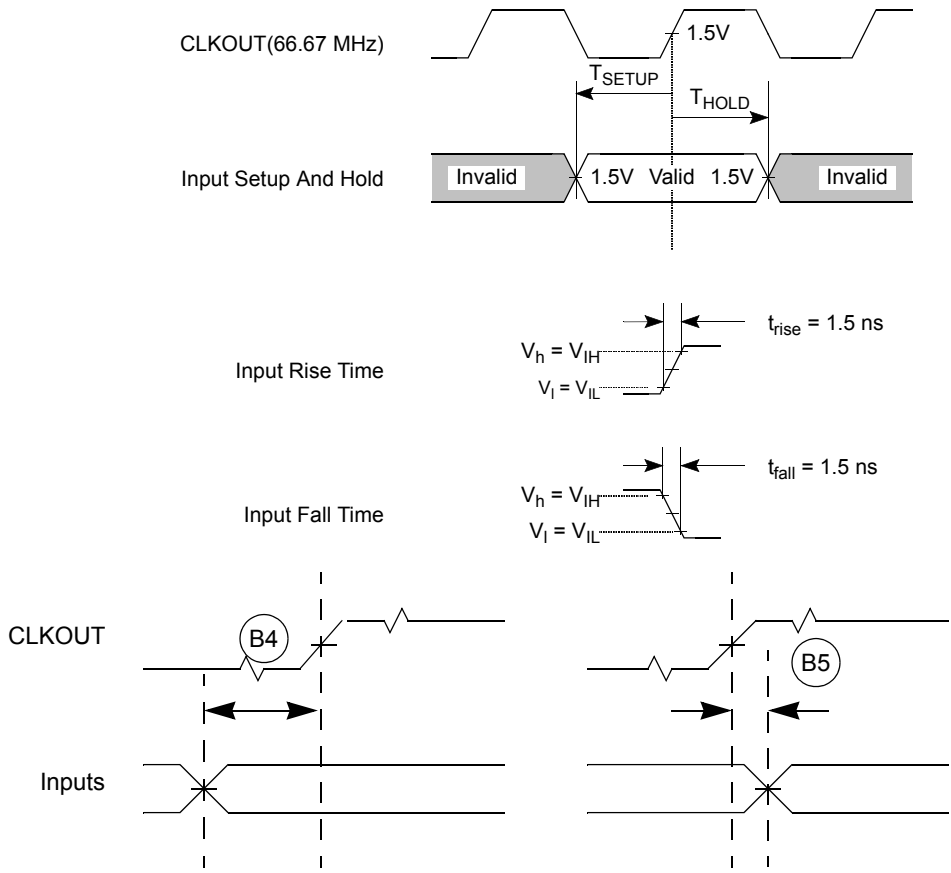 CLKOUT(66.67 MHz)
1.5V
TSETUP
THOLD
Input Setup And Hold
Invalid
1.5V
Valid
1.5V
Invalid
trise = 1.5 ns
Vh = VIH
Input Rise Time
Vl = VIL
tfall = 1.5 ns
Vh = VIH
Input Fall Time
Vl = VIL
CLKOUT
B4
B5
Inputs